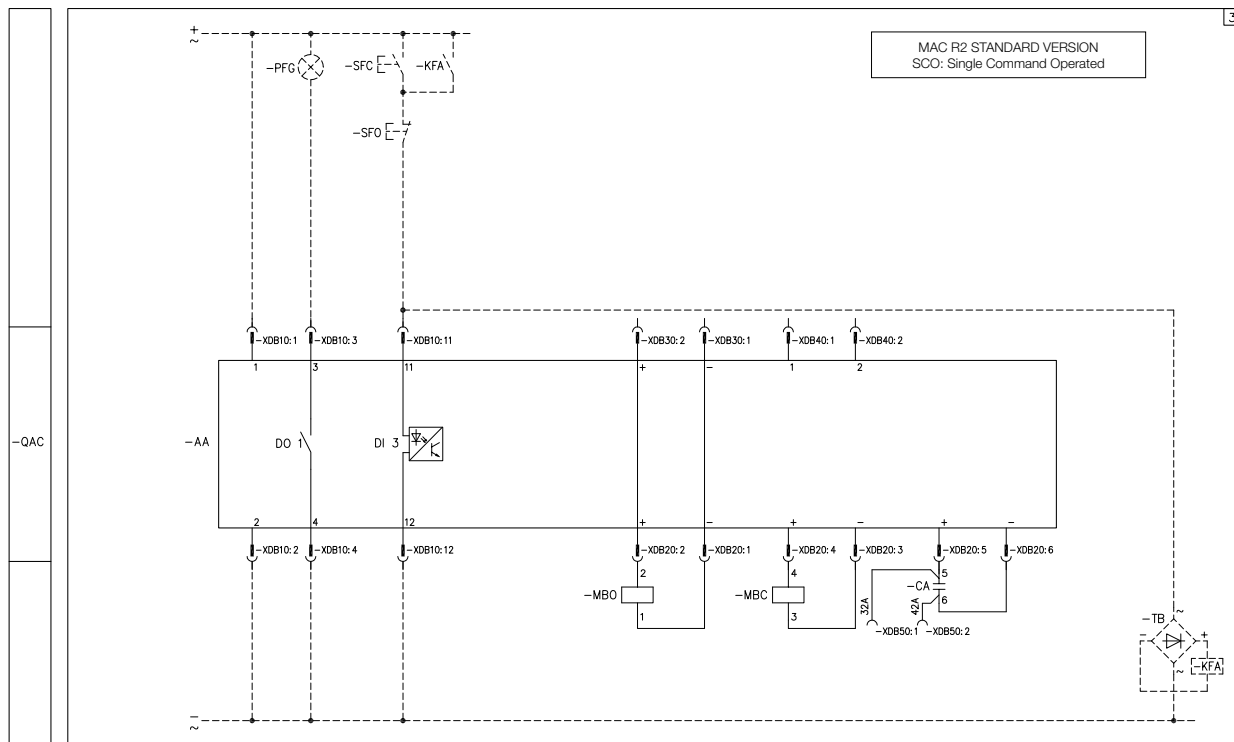 3
+
~
MAC R2 STANDARD VERSION
SCO: Single Command Operated
-PFG
-SFC
-KFA
-SFO
-XDB10:1
-XDB10:3
-XDB10:11
-XDB30:2
-XDB30:1
-XDB40:1
-XDB40:2
1
3
11
+
-
1
2
-QAC
-AA
DO 1
DI 3
2
4
12
+
-
+
-
+
-
-XDB10:2
-XDB10:4
-XDB10:12
-XDB20:2
-XDB20:1
-XDB20:4
-XDB20:3
-XDB20:5
-XDB20:6
2
4
5
-MBO
-MBC
-CA
1
3
6
32A
42A
-XDB50:1
-XDB50:2
-TB
~
-
+
-KFA
~
-
~